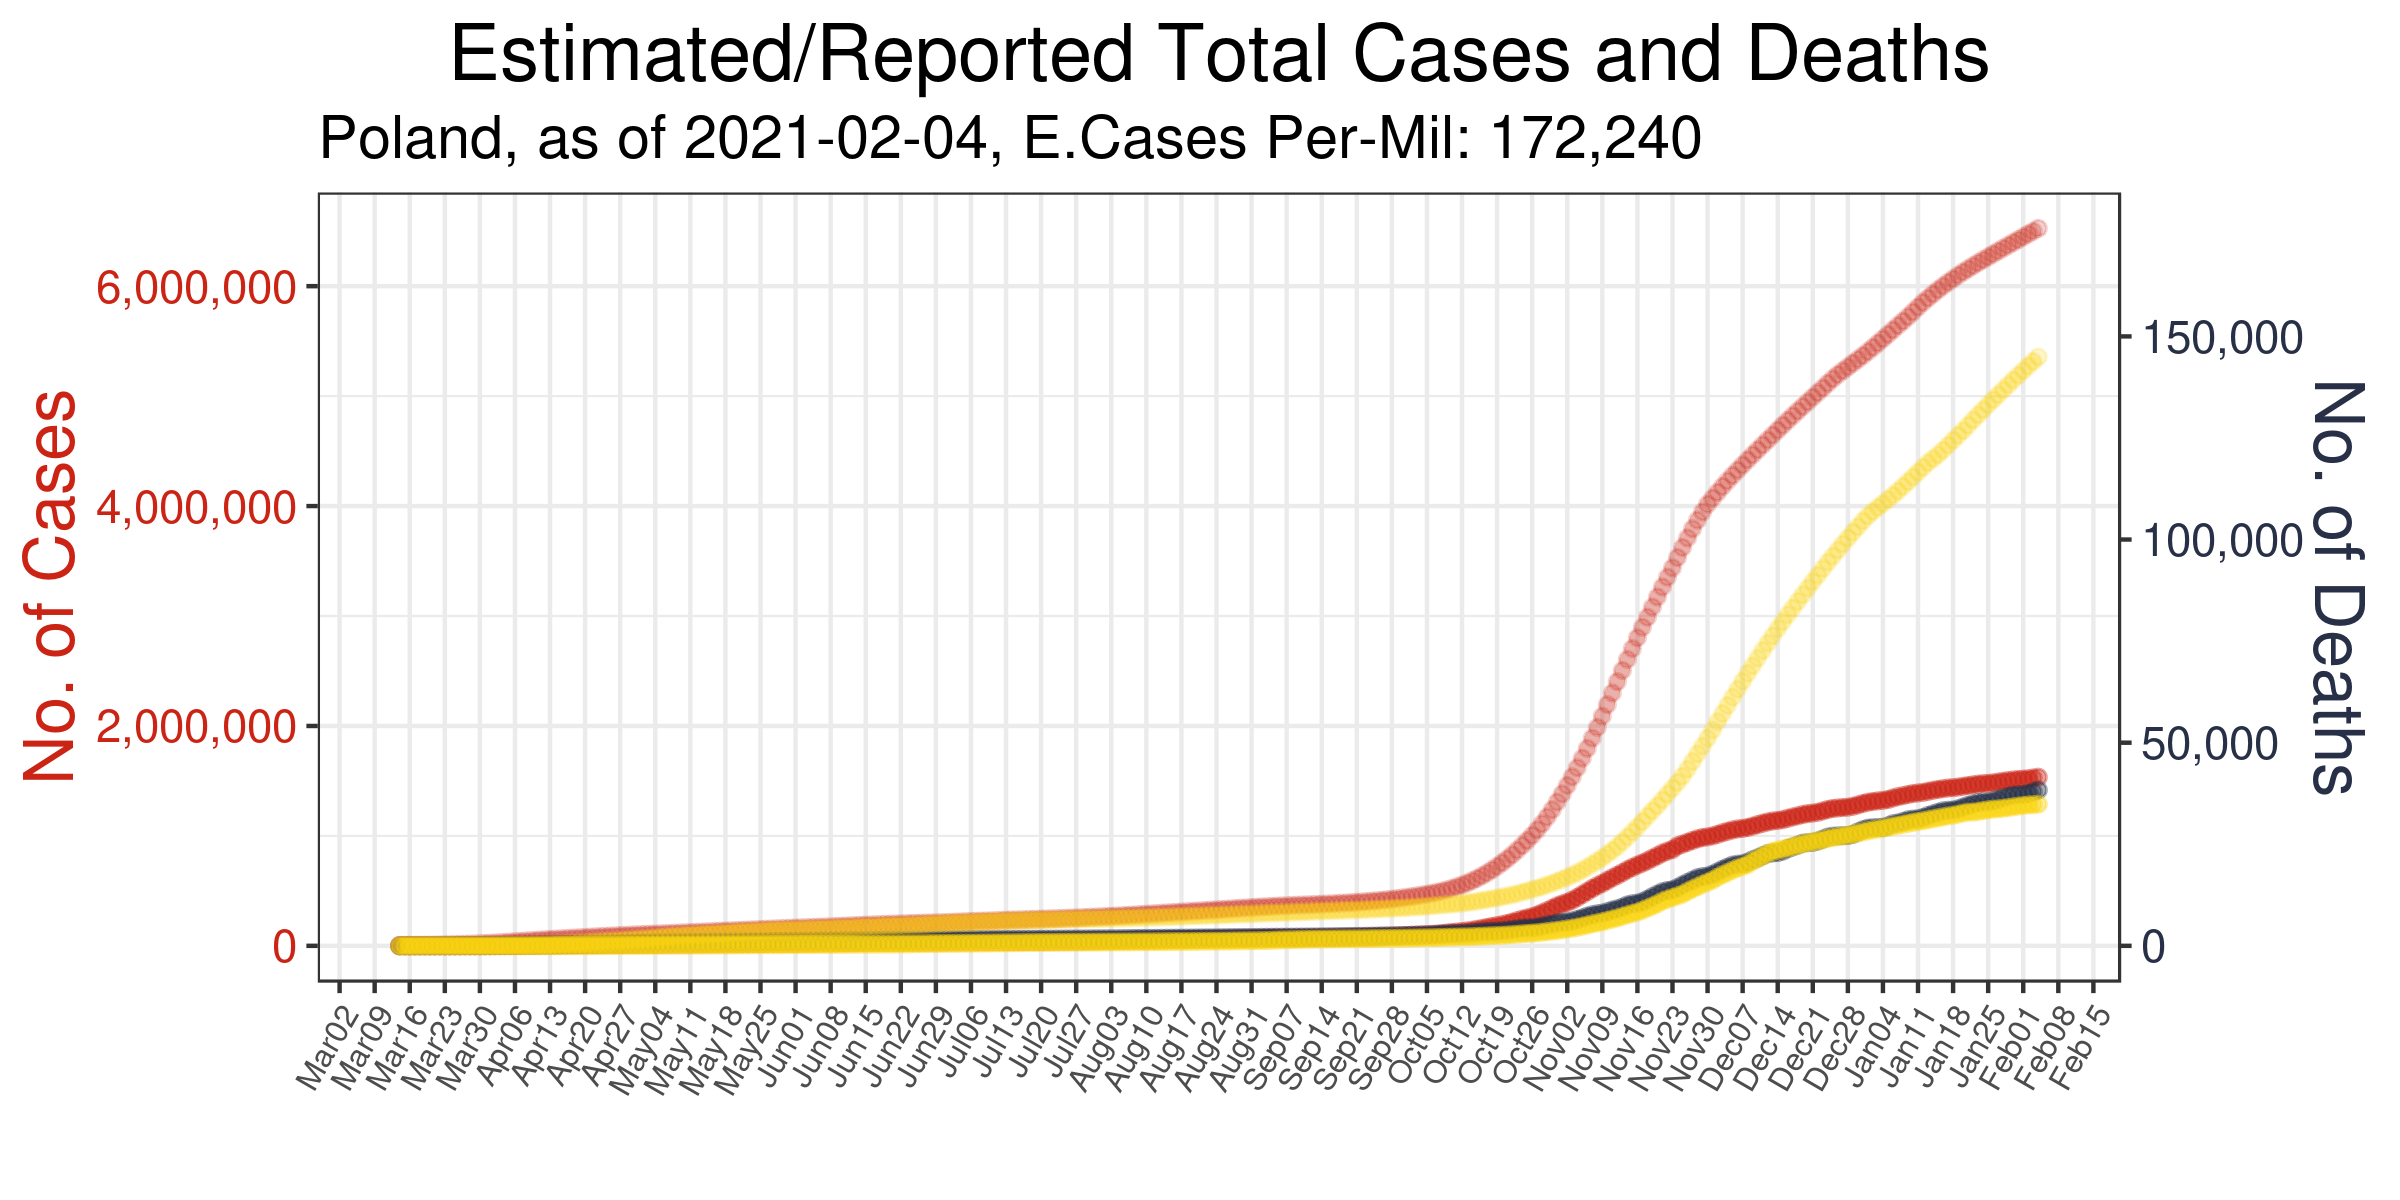 Estimated/Reported Total Cases and Deaths
Poland, as of 2021-02-04, E.Cases Per-Mil: 172,240
No. of Cases
6,000,000
4,000,000
2,000,000
0
150,000
100,000
50,000
0
No. of Deaths
Mar02
Mar09
Mar16
Mar23
Mar30
Apr06
Apr13
Apr20
Apr27
May04
May11
May18
May25
Jun01
Jun08
Jun15
Jun22
Jun29
Jul06
Jul13
Jul20
Jul27
Aug03
Aug10
Aug17
Aug24
Aug31
Sep07
Sep14
Sep21
Sep28
Oct05
Oct12
Oct19
Oct26
Nov02
Nov09
Nov16
Nov23
Nov30
Dec07
Dec14
Dec21
Dec28
Jan04
Jan11
Jan18
Jan25
Feb01
Feb08
Feb15